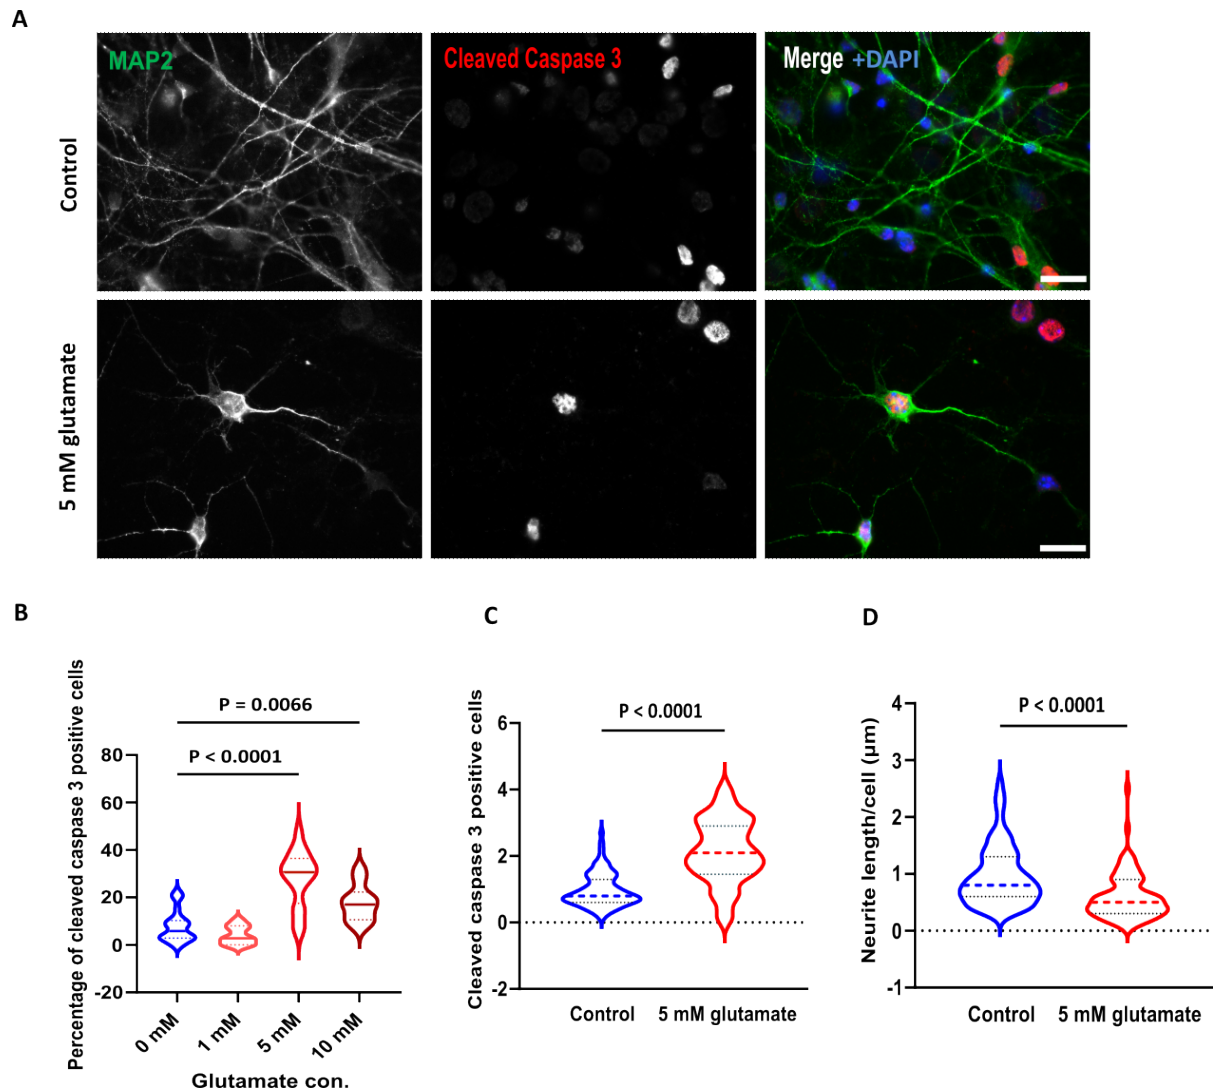 A
MAP2
Cleaved Caspase 3
Merge +DAPI
Control
5 mM glutamate
B
Percentage of cleaved caspase 3 positive cells
P = 0.0066
P < 0.0001
80
60
40
20
0
-20
0 mM
1 mM
5 mM
10 mM
Glutamate con.
C
Cleaved caspase 3 positive cells
P < 0.0001
6
4
2
0
-2
Control
5 mM glutamate
D
Neurite length/cell (µm)
P < 0.0001
4
3
2
1
0
-1
Control
5 mM glutamate